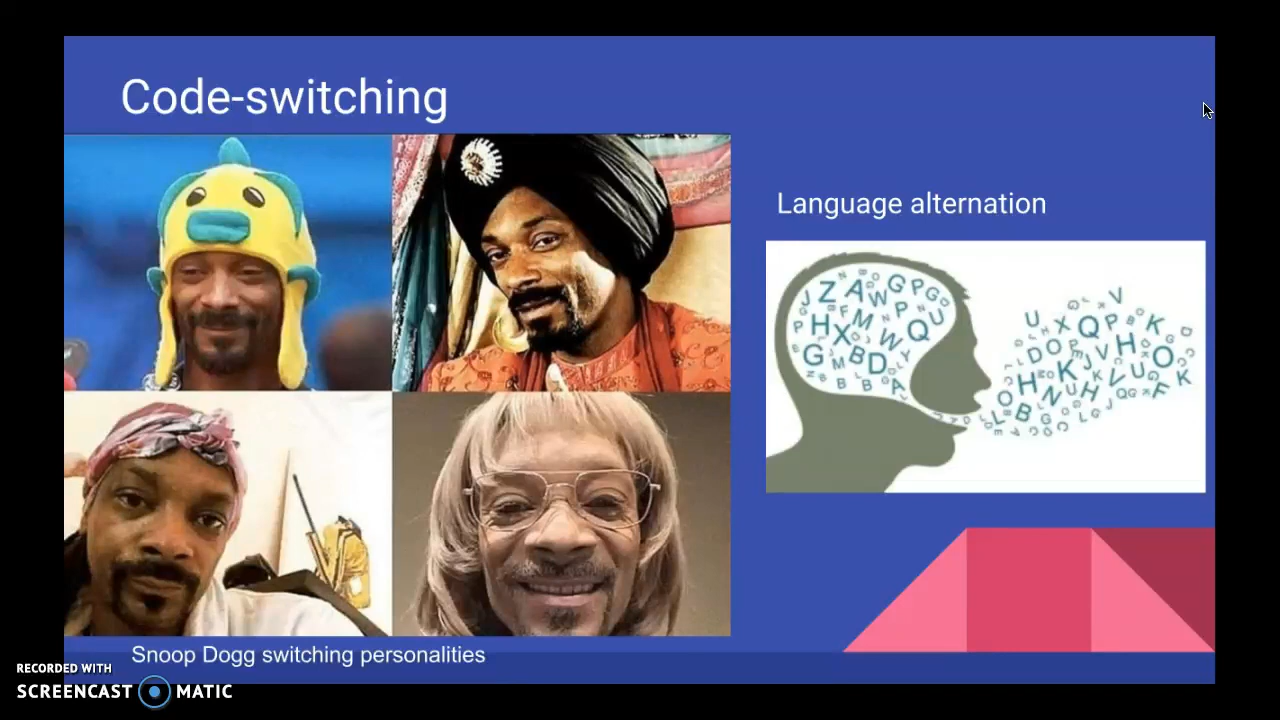 Code-switching
Language alternation
Snoop Dogg switching personalities
RECORDED WITH
SCREENCAST MATIC